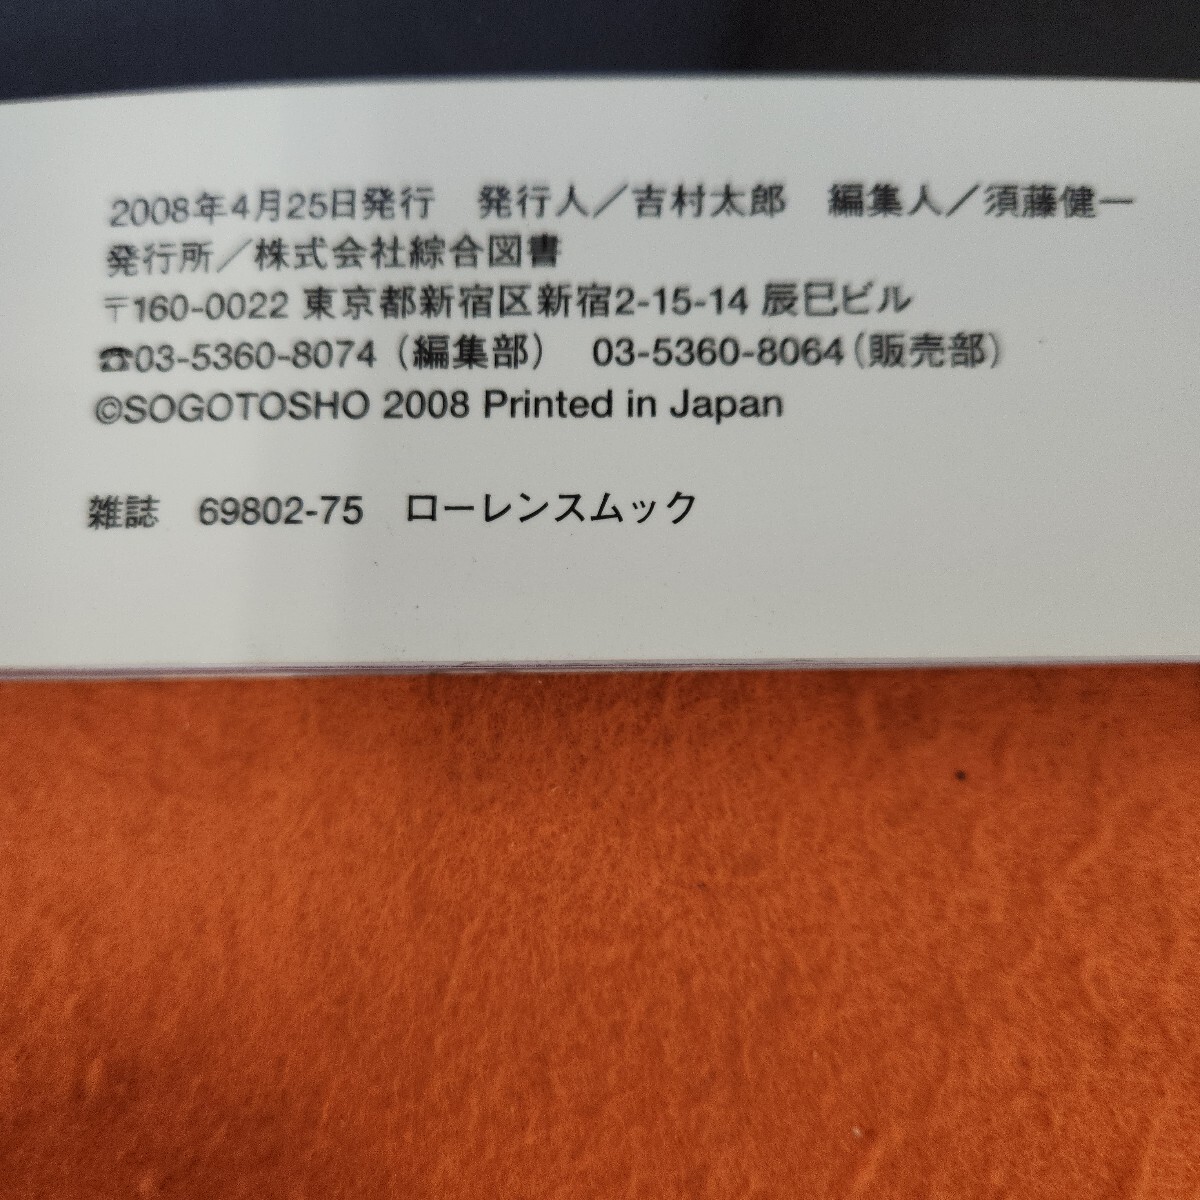 2008年4月25日発行　発行人／吉村太郎　編集人／須藤健一
発行所／株式会社綜合図書
〒160-0022 東京都新宿区新宿2-15-14 辰巳ビル
☎03-5360-8074（編集部）　03-5360-8064（販売部）
©SOGOTOSHO 2008 Printed in Japan
雑誌　69802-75　ローレンスムック